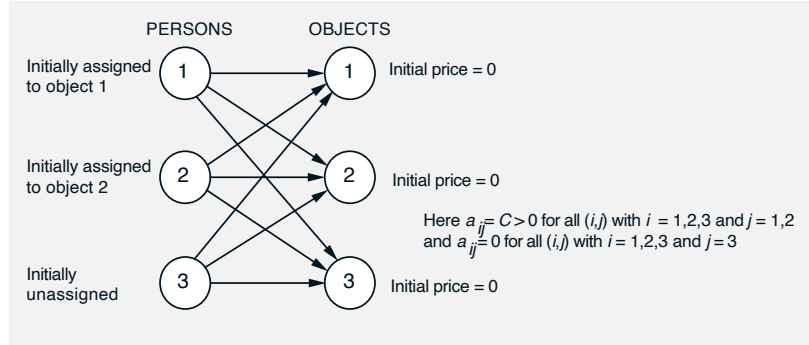 PERSONS OBJECTS
Initially assigned
to object 1
1
1
Initial price = 0
Initially assigned
to object 2
2
2
Initial price = 0
Here a ij = C > 0 for all (i,j) with i = 1,2,3 and j = 1,2
and a ij = 0 for all (i,j) with i = 1,2,3 and j = 3
Initially
unassigned
3
3
Initial price = 0